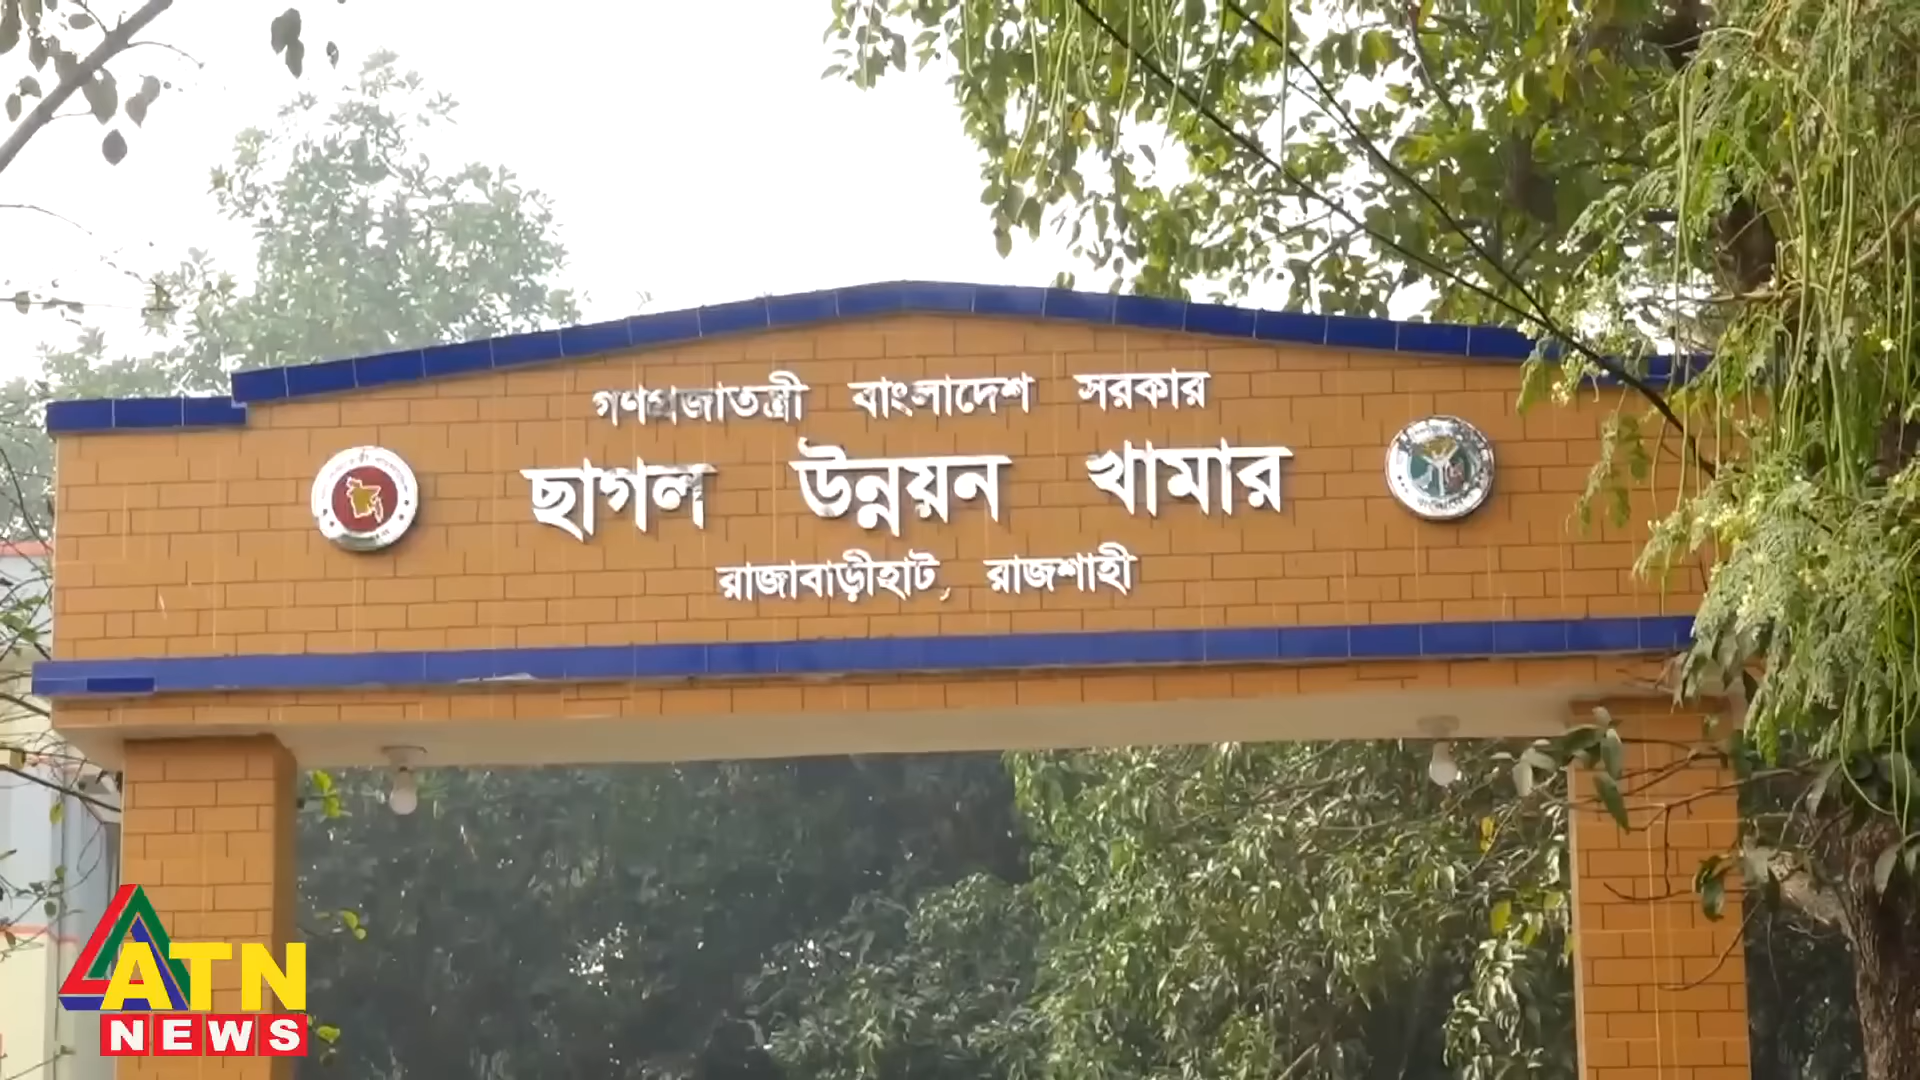 গণপ্রজাতন্ত্রী বাংলাদেশ সরকার
ছাগল উন্নয়ন খামার
রাজাবাড়ীহাট, রাজশাহী
ATN
NEWS